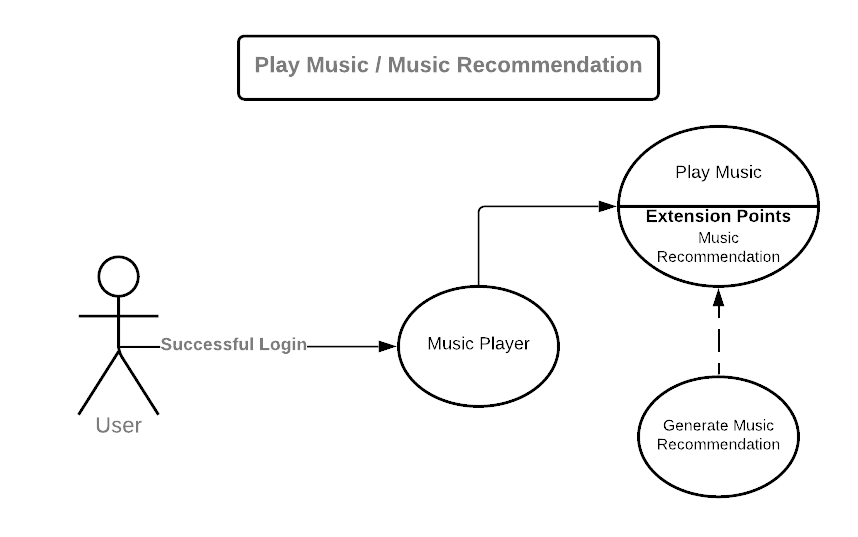 Play Music / Music Recommendation
Play Music
Extension Points
Music
Recommendation
Successful Login
Music Player
User
Generate Music
Recommendation